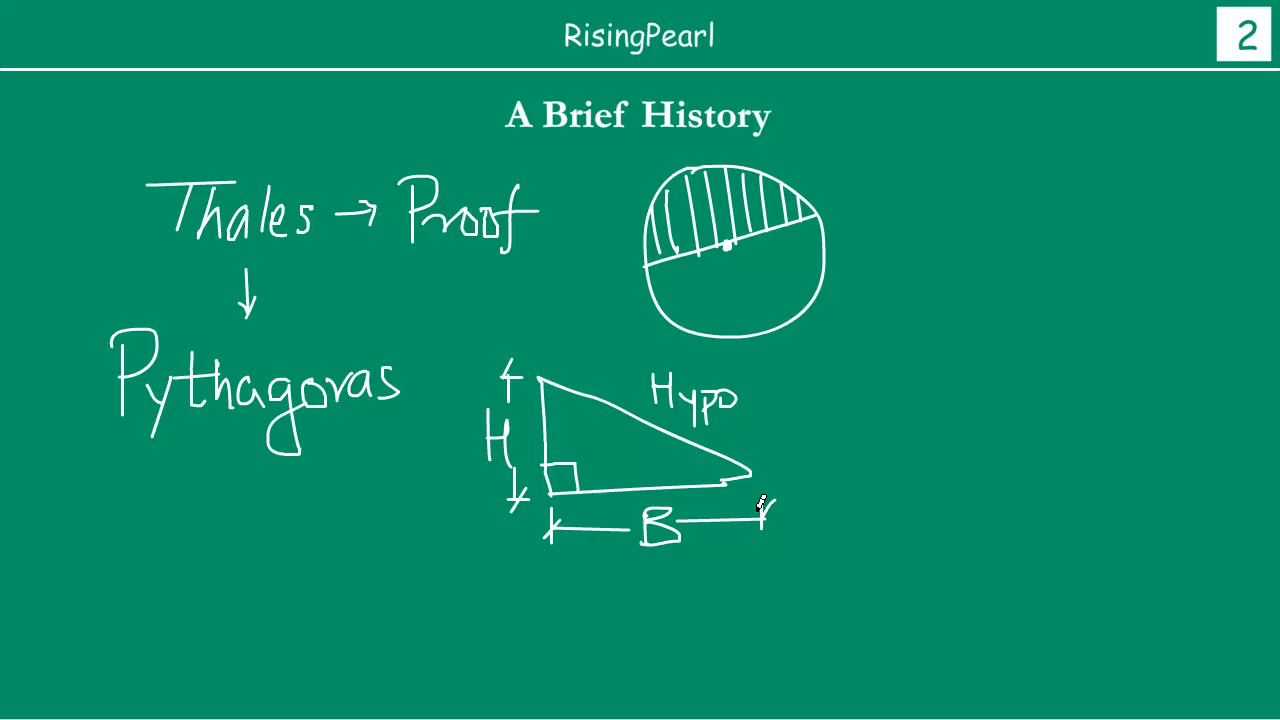 RisingPearl
2
A Brief History
Thales → Proof
↓
Pythagoras
Hypo
H
B